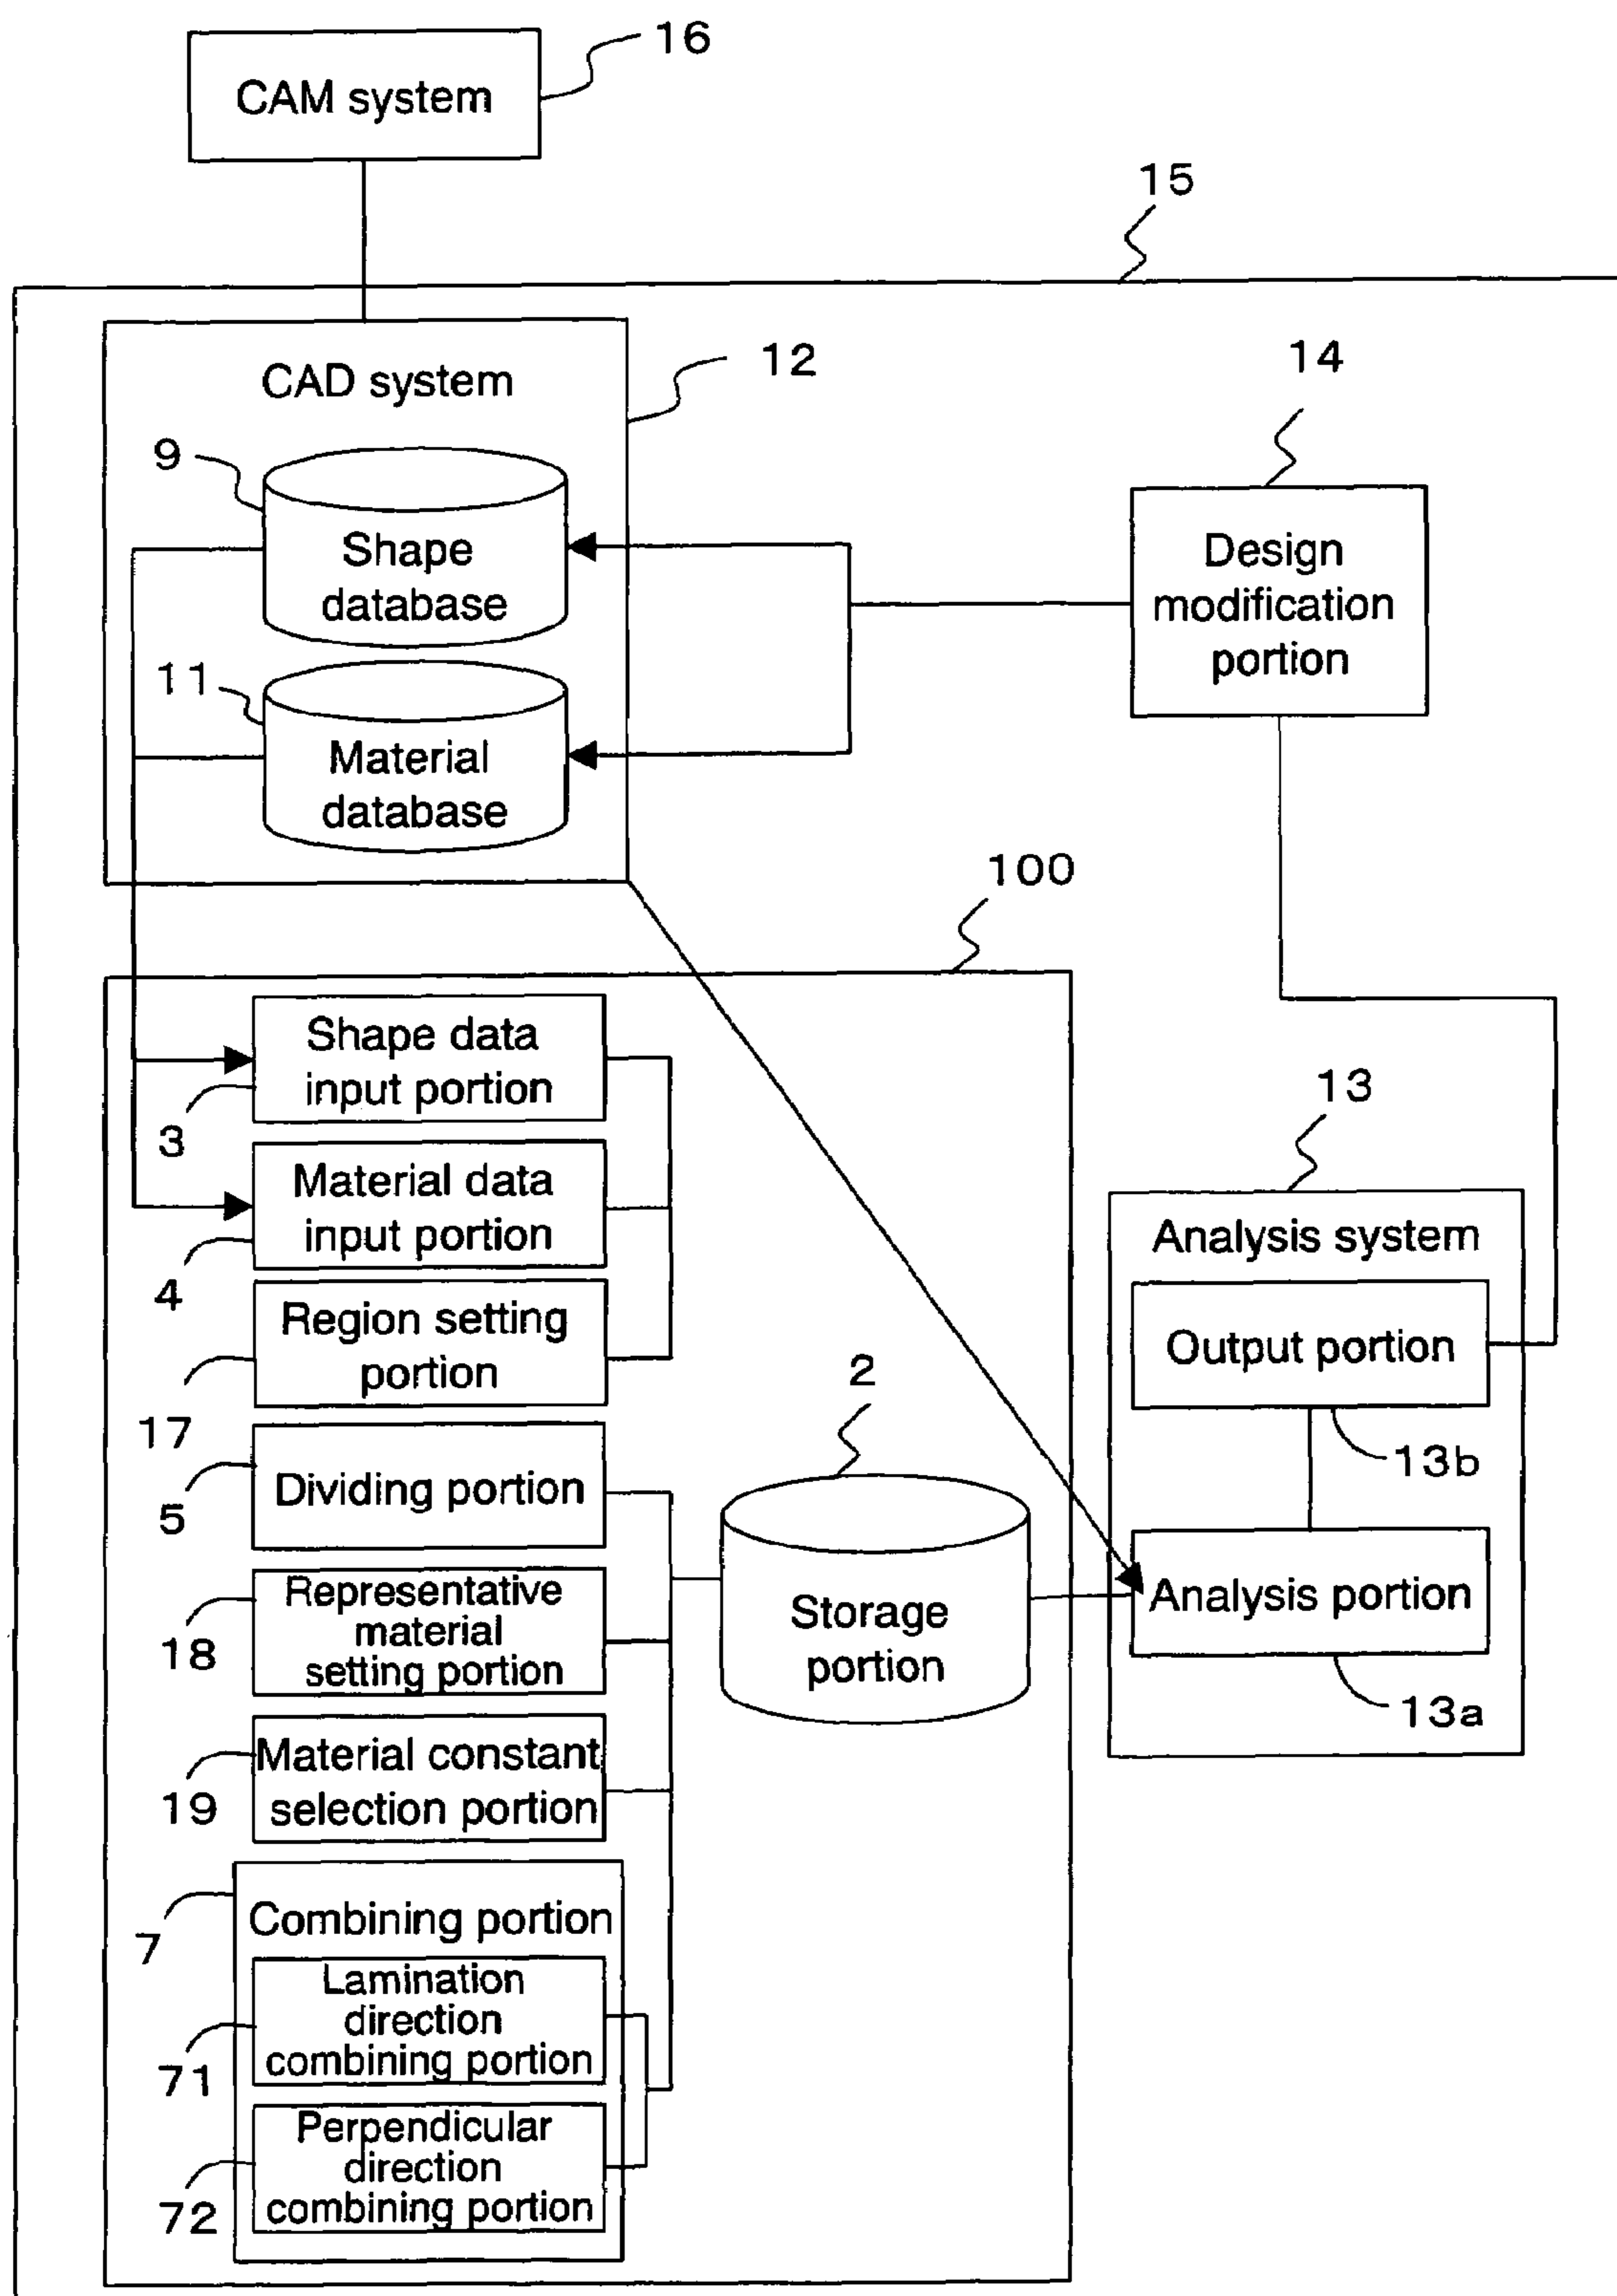 16
CAM system
15
CAD system
12
14
9
Shape
database
Design
modification
portion
11
Material
database
100
Shape data
input portion
3
13
Material data
input portion
4
Analysis system
Region setting
portion
17
Output portion
2
13b
Dividing portion
5
Representative
material
setting portion
18
Storage
portion
Analysis portion
13a
Material constant
selection portion
19
7
Combining portion
Lamination
direction
combining portion
71
Perpendicular
direction
combining portion
72